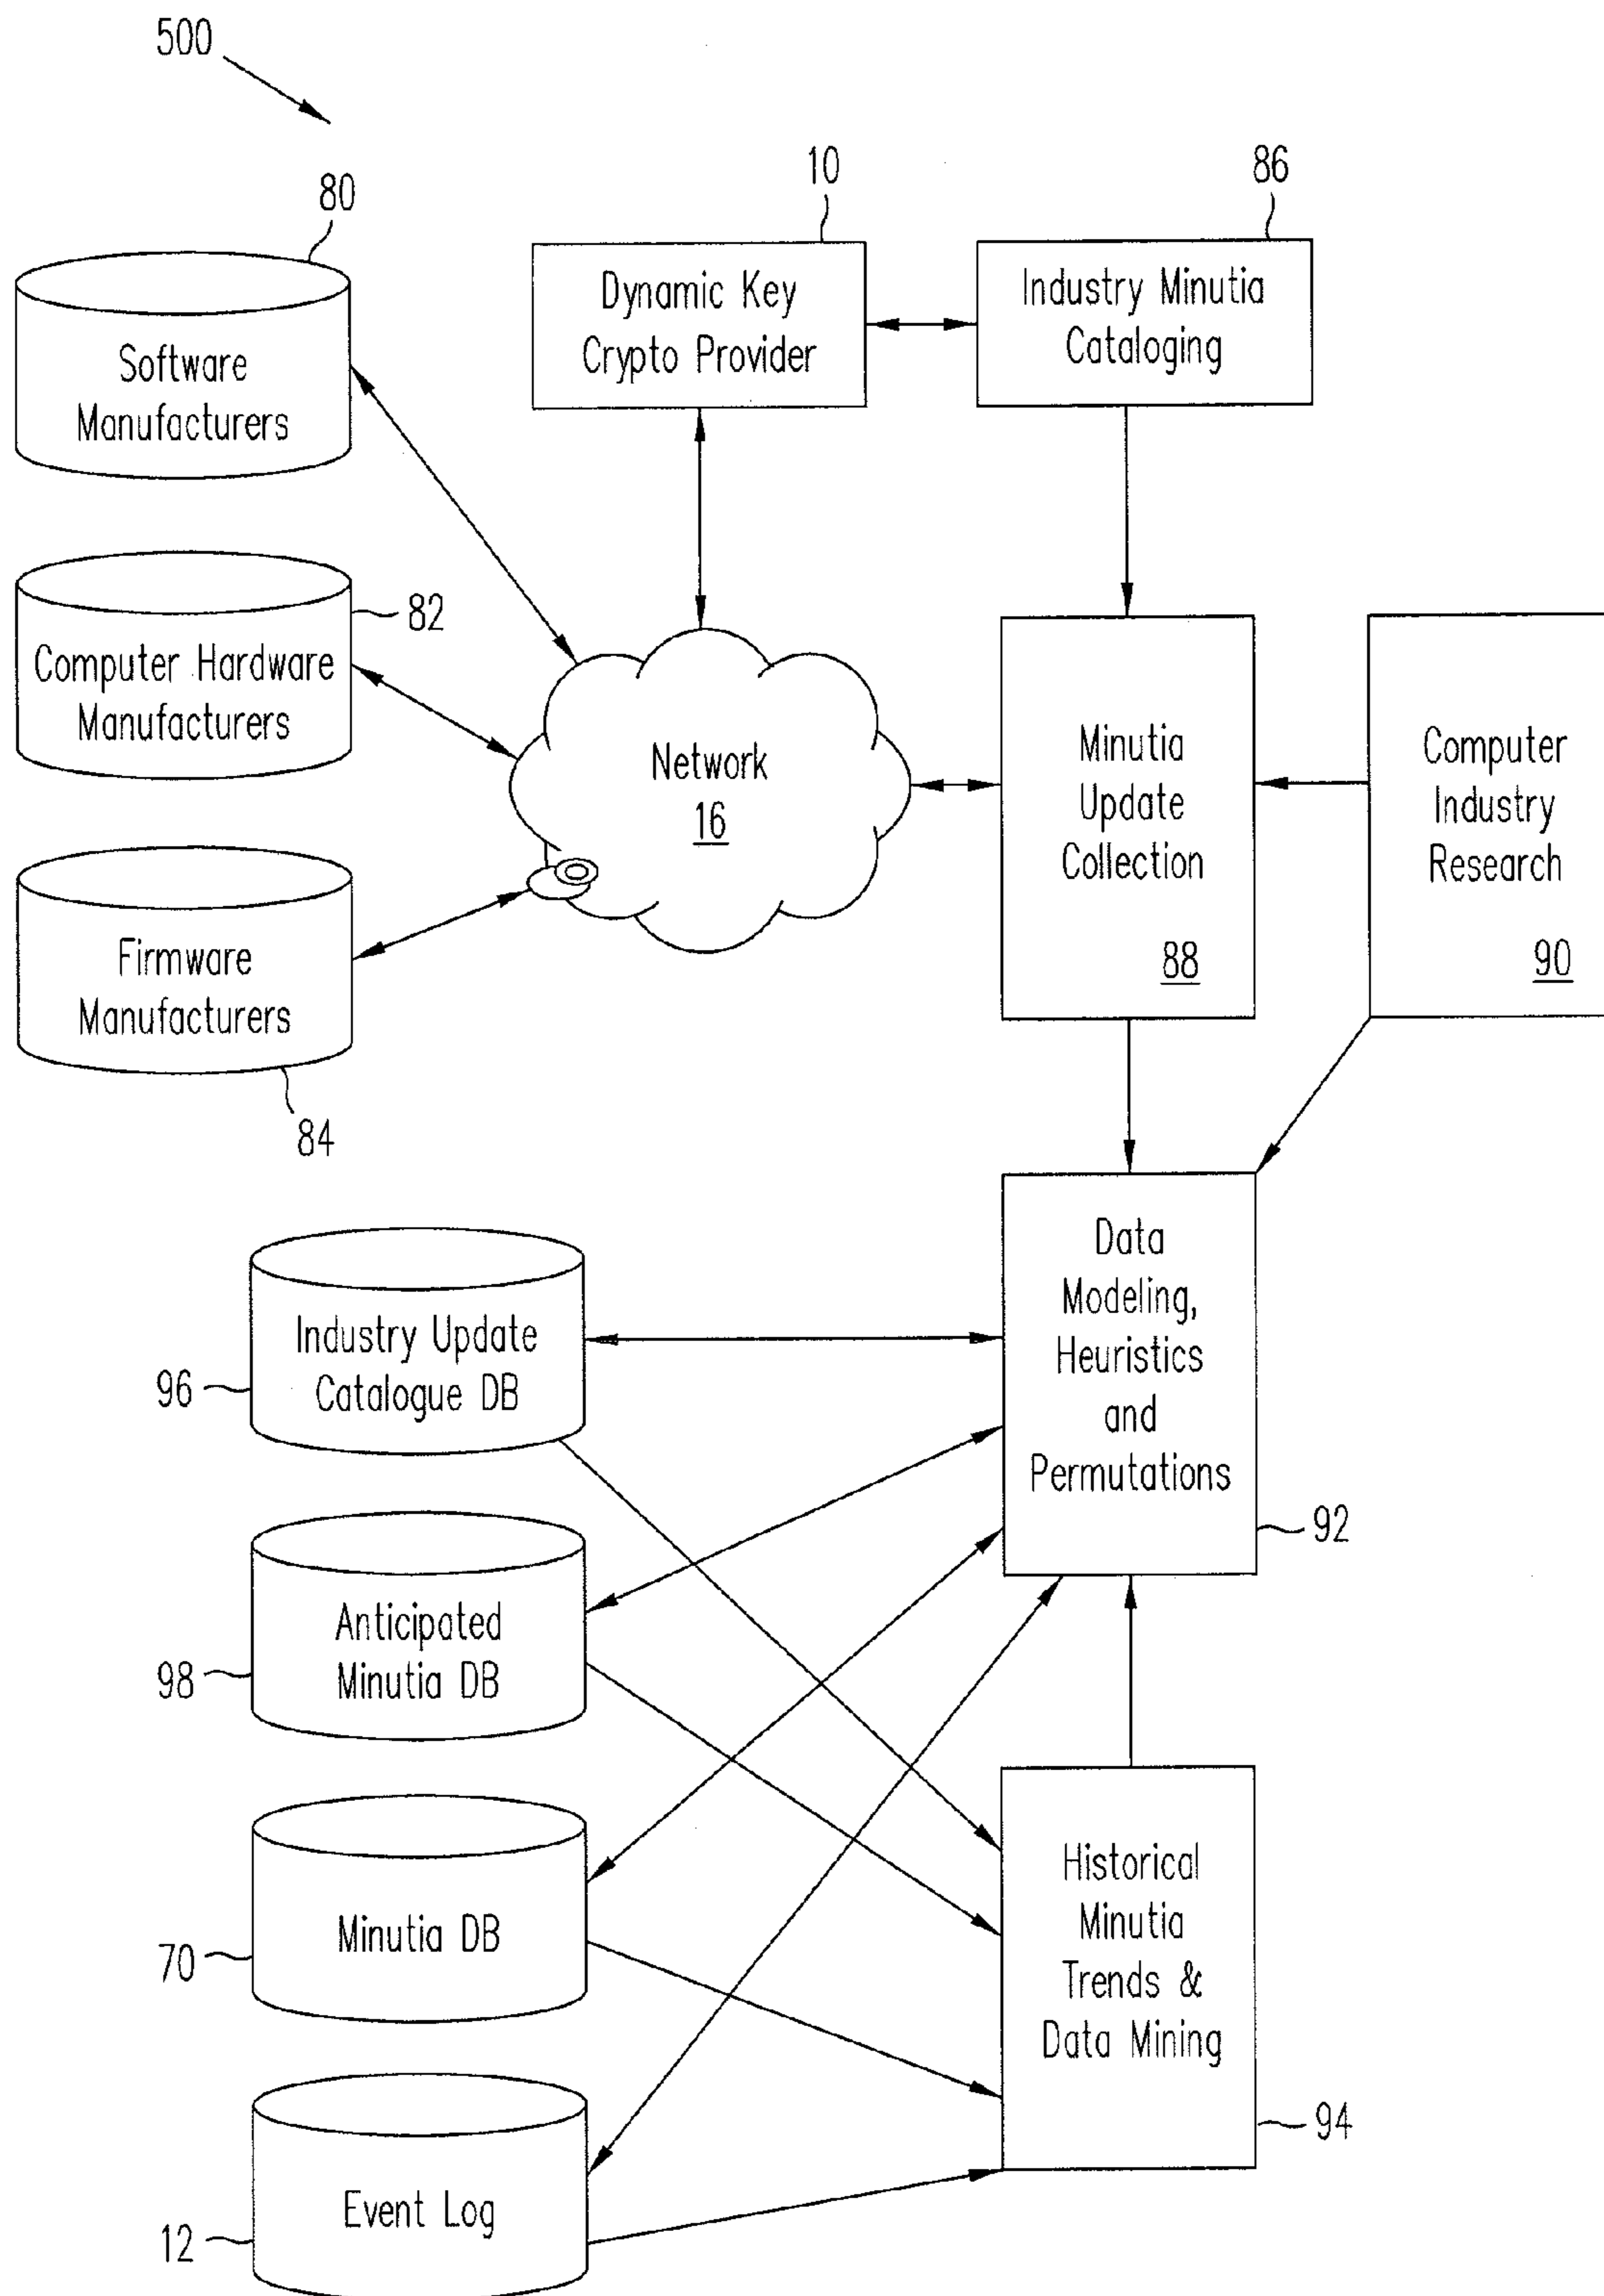 500
80
10
86
Software
Manufacturers
Dynamic Key
Crypto Provider
Industry Minutia
Cataloging
82
Computer Hardware
Manufacturers
Network
16
Minutia
Update
Collection
88
Computer
Industry
Research
90
Firmware
Manufacturers
84
Data
Modeling,
Heuristics
and
Permutations
92
Industry Update
Catalogue DB
96
Anticipated
Minutia DB
98
Minutia DB
70
Historical
Minutia
Trends &
Data Mining
94
Event Log
12